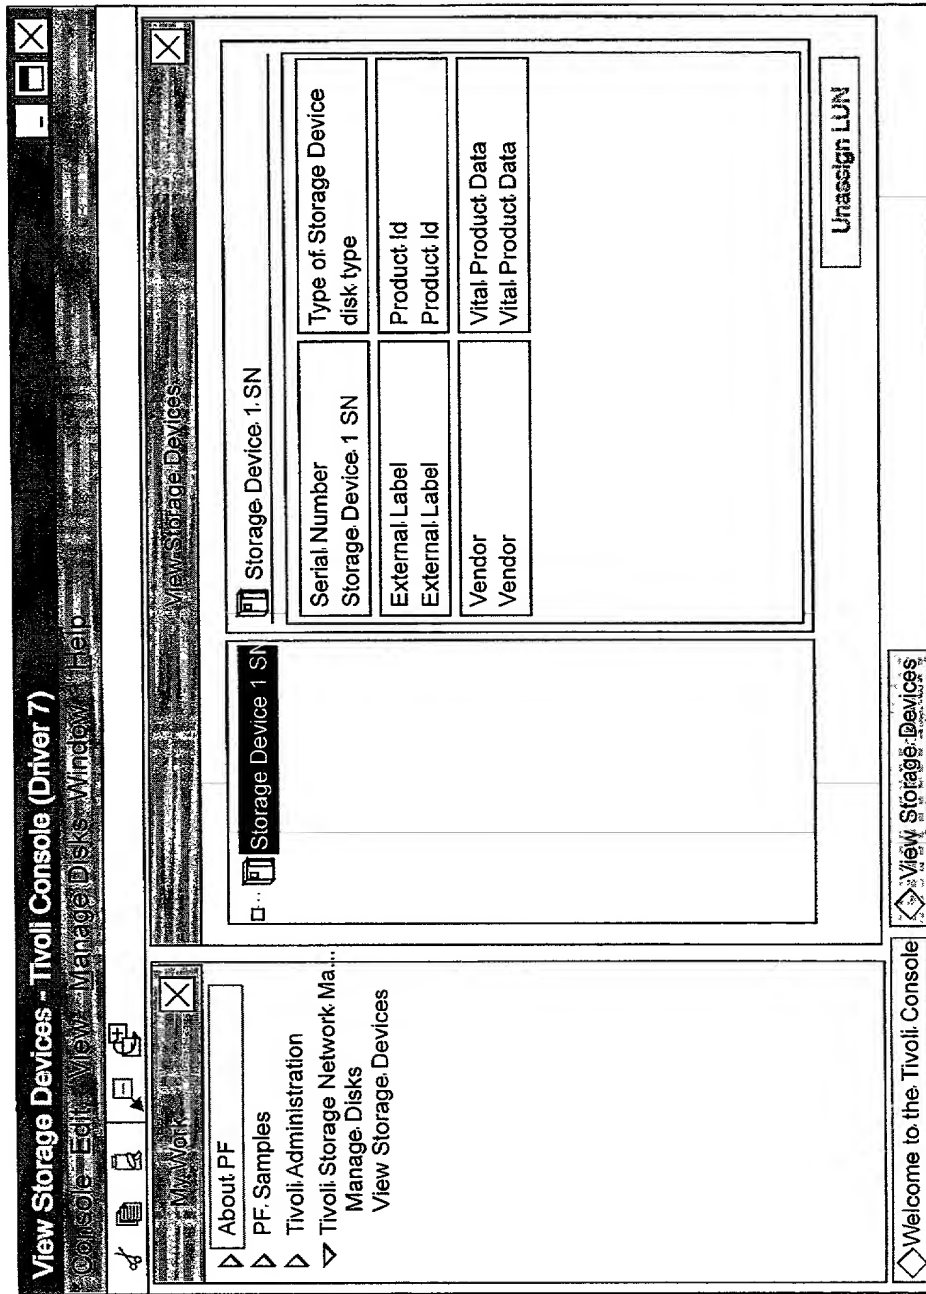 View Storage Devices - Tivoli Console (Driver 7)
Console Edit View Manage Disks Window Help
My Work
About PF
PF Samples
Tivoli Administration
Tivoli Storage Network Ma....
Manage Disks
View Storage Devices
View Storage Devices
Storage Device 1 SN
Storage Device 1 SN
Serial Number
Storage Device 1 SN
Type of Storage Device
disk type
External Label
External Label
Product Id
Product Id
Vendor
Vendor
Vital Product Data
Vital Product Data
Unassign LUN
Welcome to the Tivoli Console
View Storage Devices